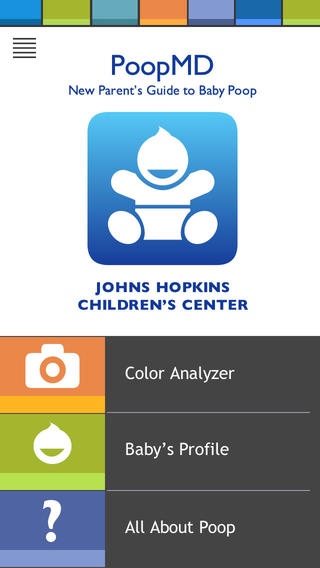 PoopMD
New Parent's Guide to Baby Poop
JOHNS HOPKINS
CHILDREN'S CENTER
Color Analyzer
Baby's Profile
?
All About Poop